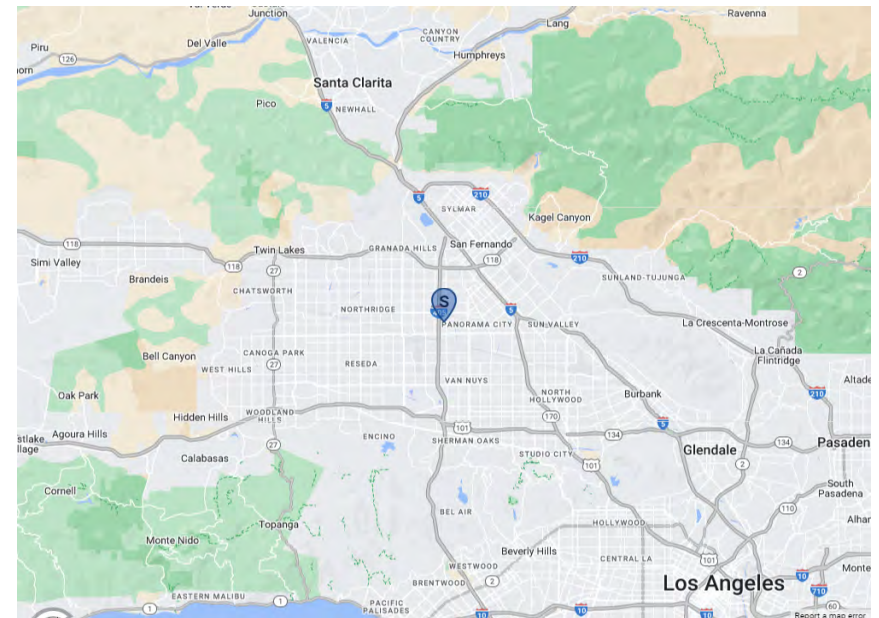 Junction
Ravenna
CANYON
COUNTRY
Lang
VALENCIA
Del Valle
Piru
126
Humphreys
Santa Clarita
Pico
5
NEWHALL
5
210
SYLMAR
Kagel Canyon
118
Twin Lakes
GRANADA HILLS
San Fernando
118
210
Simi Valley
118
27
2
Brandeis
SUNLAND-TUJUNGA
CHATSWORTH
S
NORTHRIDGE
5
PANORAMA CITY
SUN VALLEY
La Crescenta-Montrose
Bell Canyon
CANOGA PARK
La Cañada
Flintridge
WEST HILLS
27
RESEDA
VAN NUYS
Altade
Oak Park
NORTH
HOLLYWOOD
Burbank
210
Hidden Hills
WOODLAND
HILLS
170
5
stlake
llage
Agoura Hills
101
134
27
ENCINO
SHERMAN OAKS
134
Pasaden
Calabasas
STUDIO CITY
Glendale
101
2
Cornell
South
Pasadena
110
BEL AIR
Topanga
HOLLYWOOD
Alhar
Monte Nido
Beverly Hills
CENTRAL LA
101
WESTWOOD
2
Monte
BRENTWOOD
Los Angeles
10
710
EASTERN MALIBU
1
1
PACIFIC
PALISADES
10
10
10
60
Report a map error